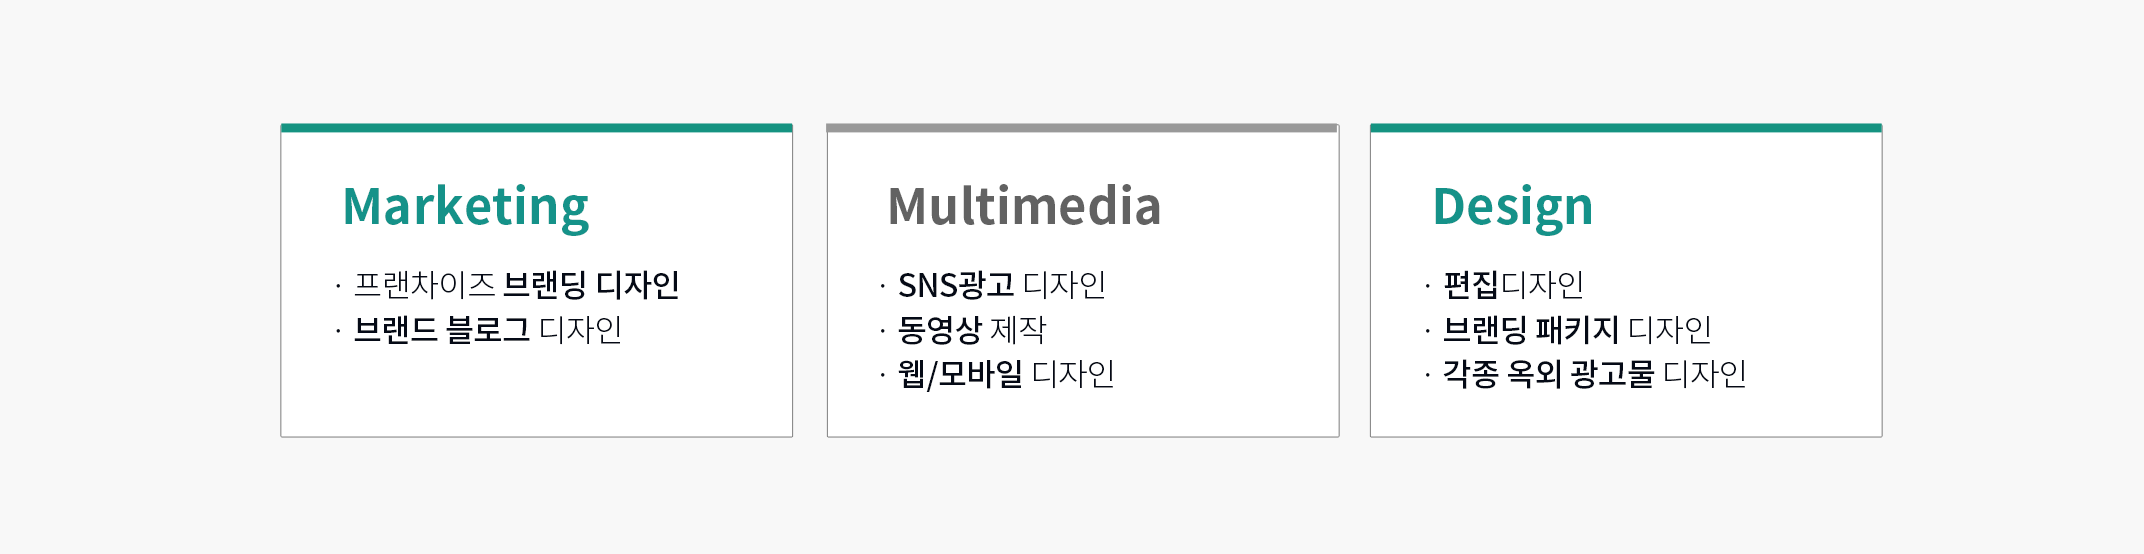 Marketing
· 프랜차이즈 브랜딩 디자인
· 브랜드 블로그 디자인
Multimedia
· SNS광고 디자인
· 동영상 제작
· 웹/모바일 디자인
Design
· 편집디자인
· 브랜딩 패키지 디자인
· 각종 옥외 광고물 디자인